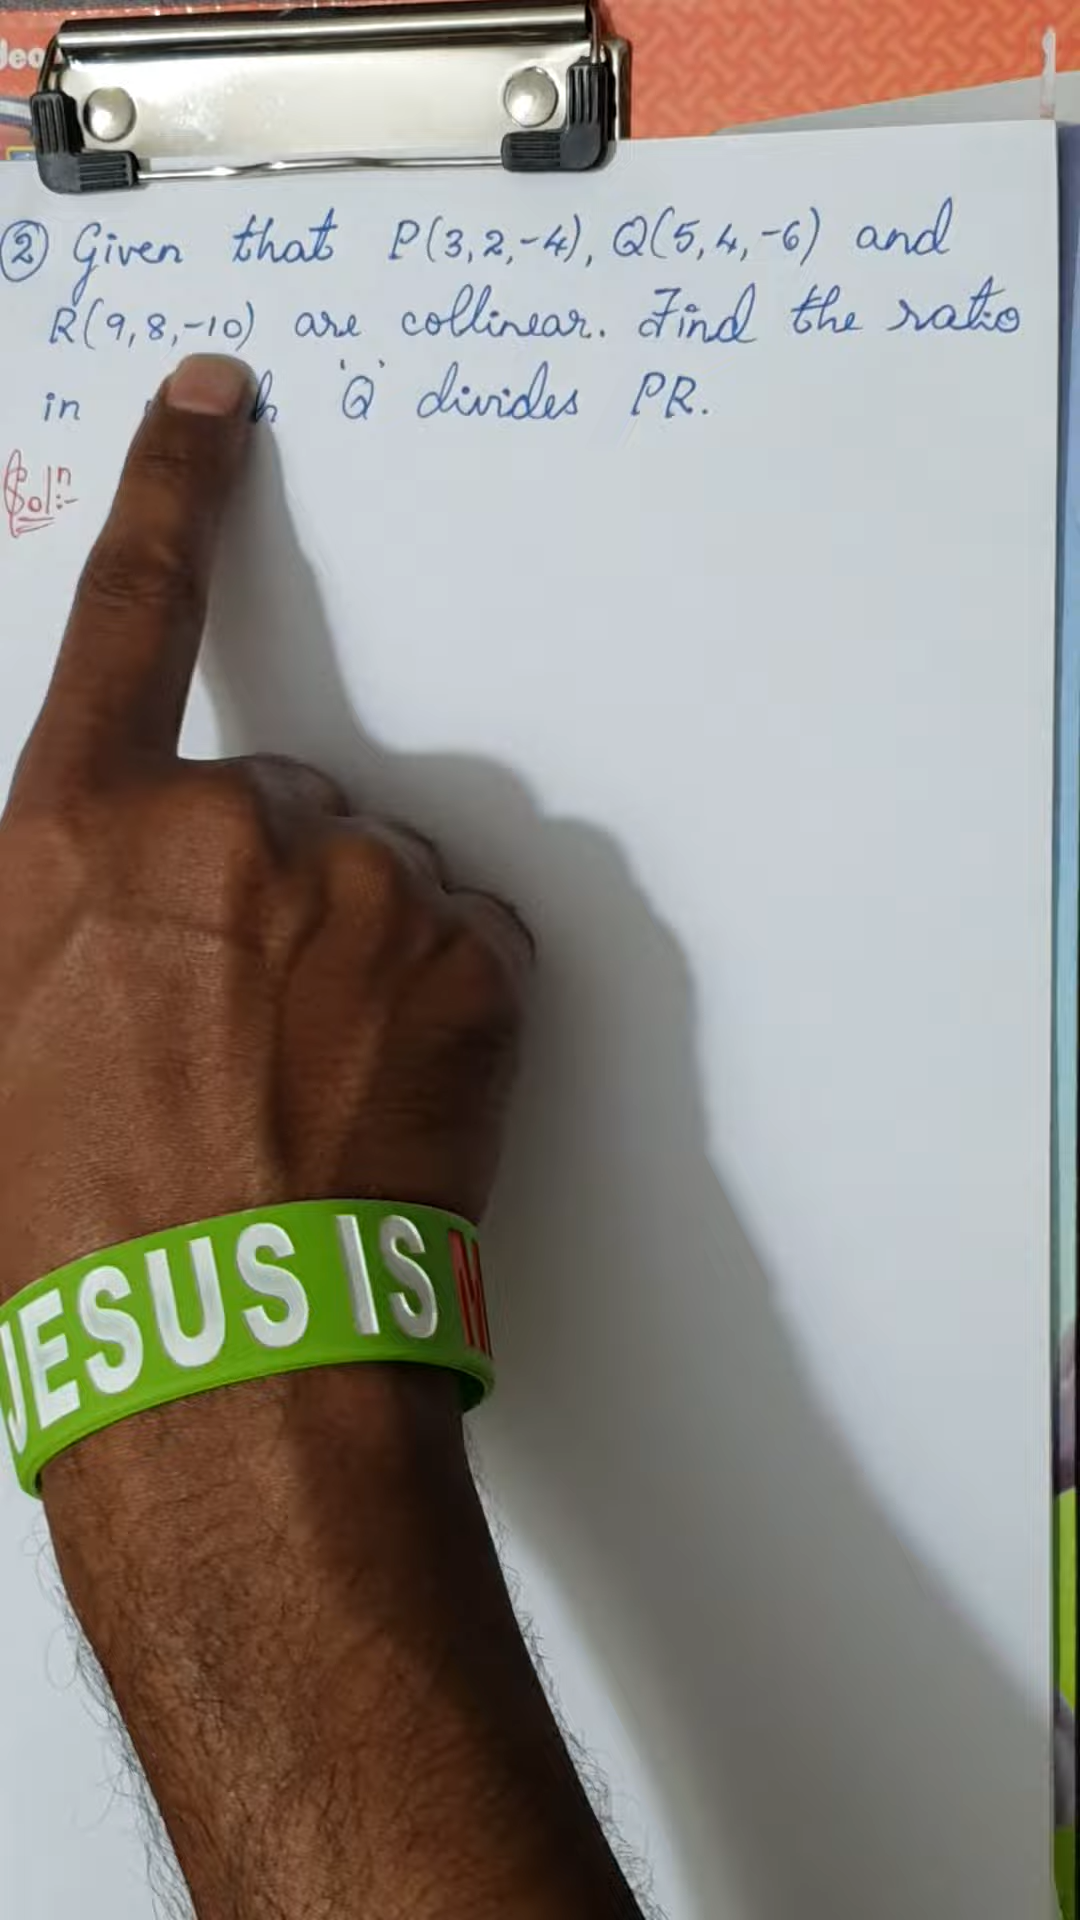 deo
② Given that P(3,2,-4), Q(5,4,-6) and
R(9,8,-10) are collinear. Find the ratio
in 'Q' divides PR.
Solⁿ:-
JESUS IS